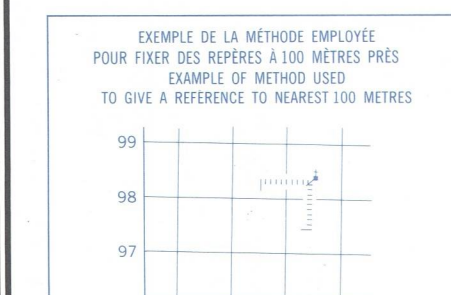 EXEMPLE DE LA MÉTHODE EMPLOYÉE
POUR FIXER DES REPÈRES À 100 MÈTRES PRÈS
EXAMPLE OF METHOD USED
TO GIVE A REFERENCE TO NEAREST 100 METRES
99
98
97